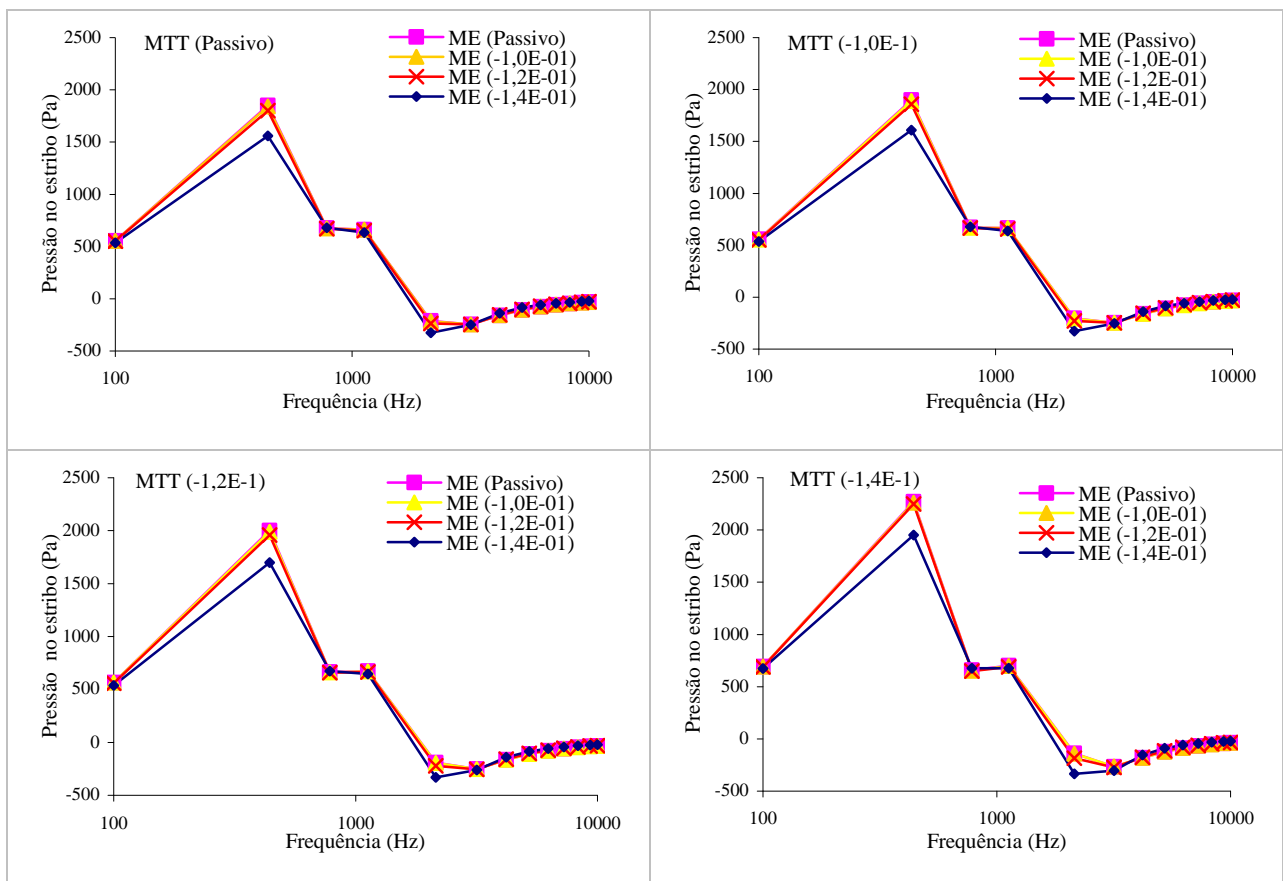 MTT (Passivo)
ME (Passivo)
ME (-1,0E-01)
ME (-1,2E-01)
ME (-1,4E-01)
Pressão no estribo (Pa)
2500
2000
1500
1000
500
0
-500
100 1000 10000
Frequência (Hz)
MTT (-1,0E-1)
ME (Passivo)
ME (-1,0E-01)
ME (-1,2E-01)
ME (-1,4E-01)
Pressão no estribo (Pa)
2500
2000
1500
1000
500
0
-500
100 1000 10000
Frequência (Hz)
MTT (-1,2E-1)
ME (Passivo)
ME (-1,0E-01)
ME (-1,2E-01)
ME (-1,4E-01)
Pressão no estribo (Pa)
2500
2000
1500
1000
500
0
-500
100 1000 10000
Frequência (Hz)
MTT (-1,4E-1)
ME (Passivo)
ME (-1,0E-01)
ME (-1,2E-01)
ME (-1,4E-01)
Pressão no estribo (Pa)
2500
2000
1500
1000
500
0
-500
100 1000 10000
Frequência (Hz)